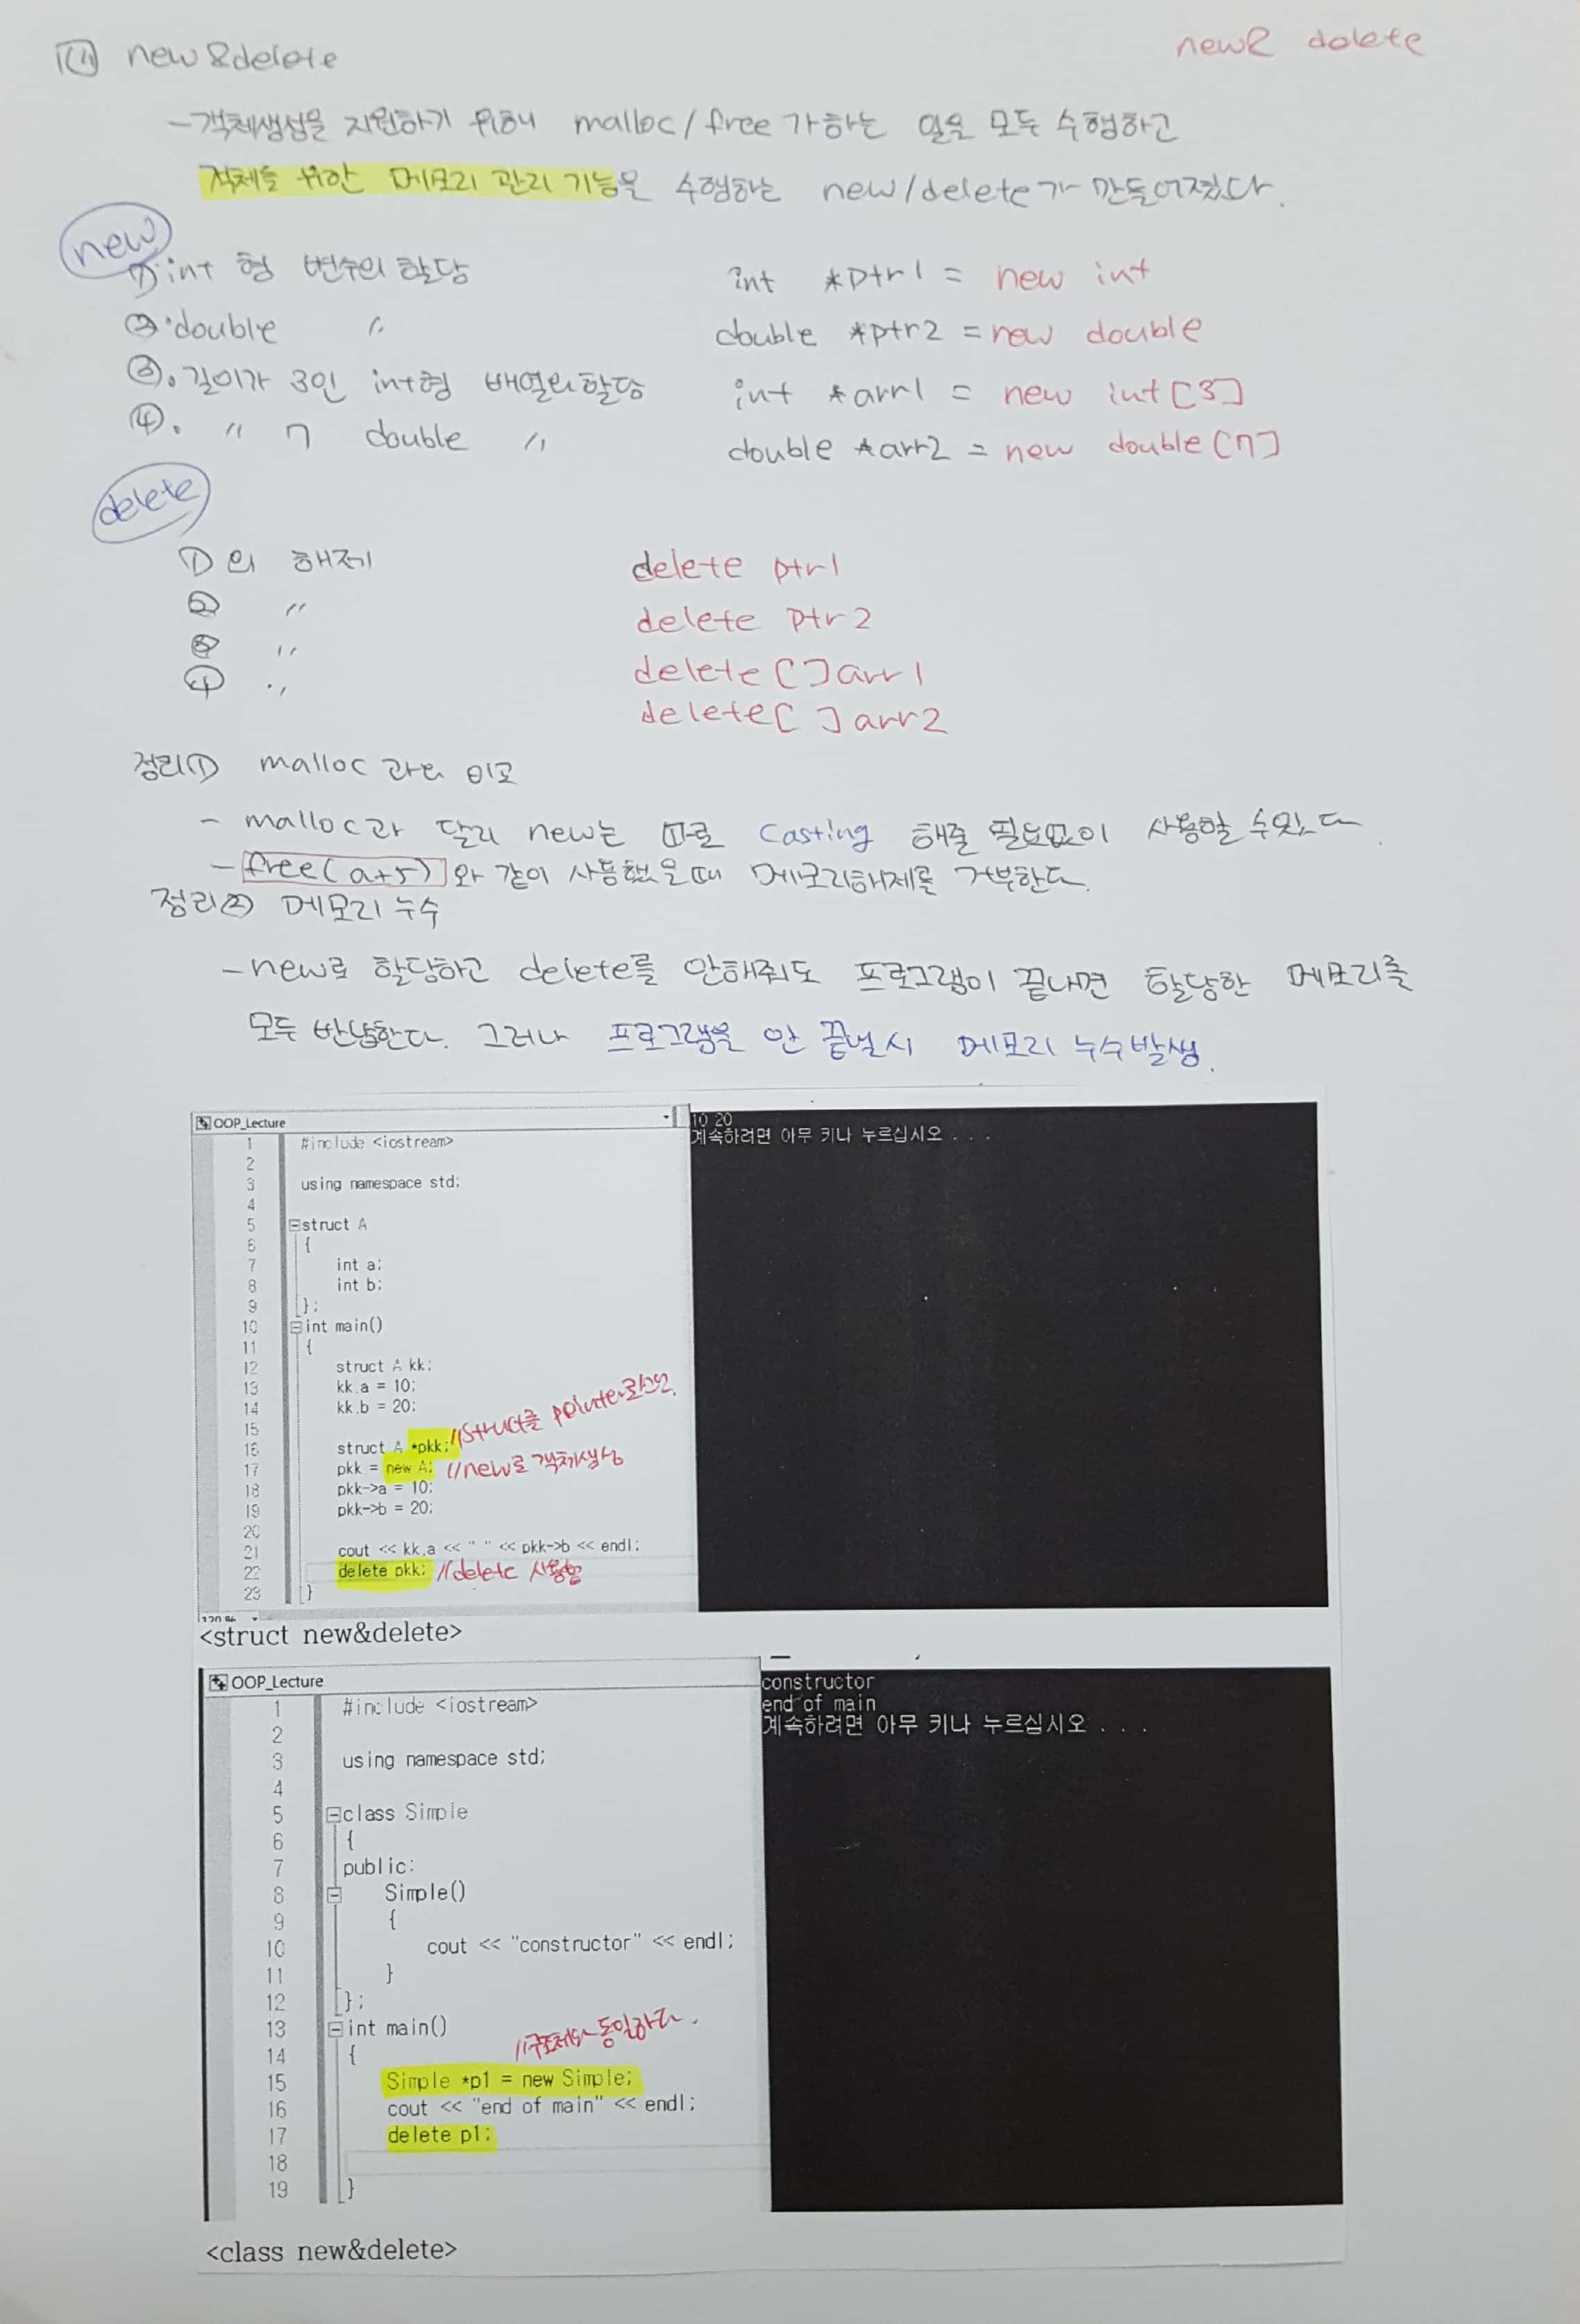 ⑭ new&delete
new와 delete
- 객체생성을 지원하기 위해 malloc/free 가 하는 일을 모두 수행하고
객체를 위한 메모리 관리 기능을 수행하는 new/delete가 만들어졌다.
new
① int 형 변수의 할당 int *ptr1 = new int
② double 〃 double *ptr2 = new double
③. 길이가 3인 int형 배열의 할당 int *arr1 = new int[3]
④. 〃 7 double 〃 double *arr2 = new double[7]
delete
①의 해제 delete ptr1
② 〃 delete ptr2
③ 〃 delete[]arr1
④ 〃 delete[]arr2
정리① malloc 과의 비교
- malloc과 달리 new는 따로 casting 해줄 필요없이 사용할 수있다
- free(a+5) 와 같이 사용했을때 메모리해제를 거부한다.
정리② 메모리 누수
- new로 할당하고 delete를 안해줘도 프로그램이 끝나면 할당한 메모리를
모두 반납한다. 그러나 프로그램을 안 끝낼시 메모리 누수발생.
OOP_Lecture
1 #include <iostream>
2
3 using namespace std;
4
5 struct A
6 {
7 int a;
8 int b;
9 };
10 int main()
11 {
12 struct A kk;
13 kk.a = 10;
14 kk.b = 20;
15
16 struct A *pkk; //struct를 pointer로선언.
17 pkk = new A; //new로 객체생성
18 pkk->a = 10;
19 pkk->b = 20;
20
21 cout << kk.a << " " << pkk->b << endl;
22 delete pkk; //delete 사용함
23 }
120 %
10 20
계속하려면 아무 키나 누르십시오 . . .
<struct new&delete>
OOP_Lecture
1 #include <iostream>
2
3 using namespace std;
4
5 class Simple
6 {
7 public:
8 Simple()
9 {
10 cout << "constructor" << endl;
11 }
12 };
13 int main()
14 { //구조체와 동일하다.
15 Simple *p1 = new Simple;
16 cout << "end of main" << endl;
17 delete p1;
18
19 }
constructor
end of main
계속하려면 아무 키나 누르십시오 . . .
<class new&delete>